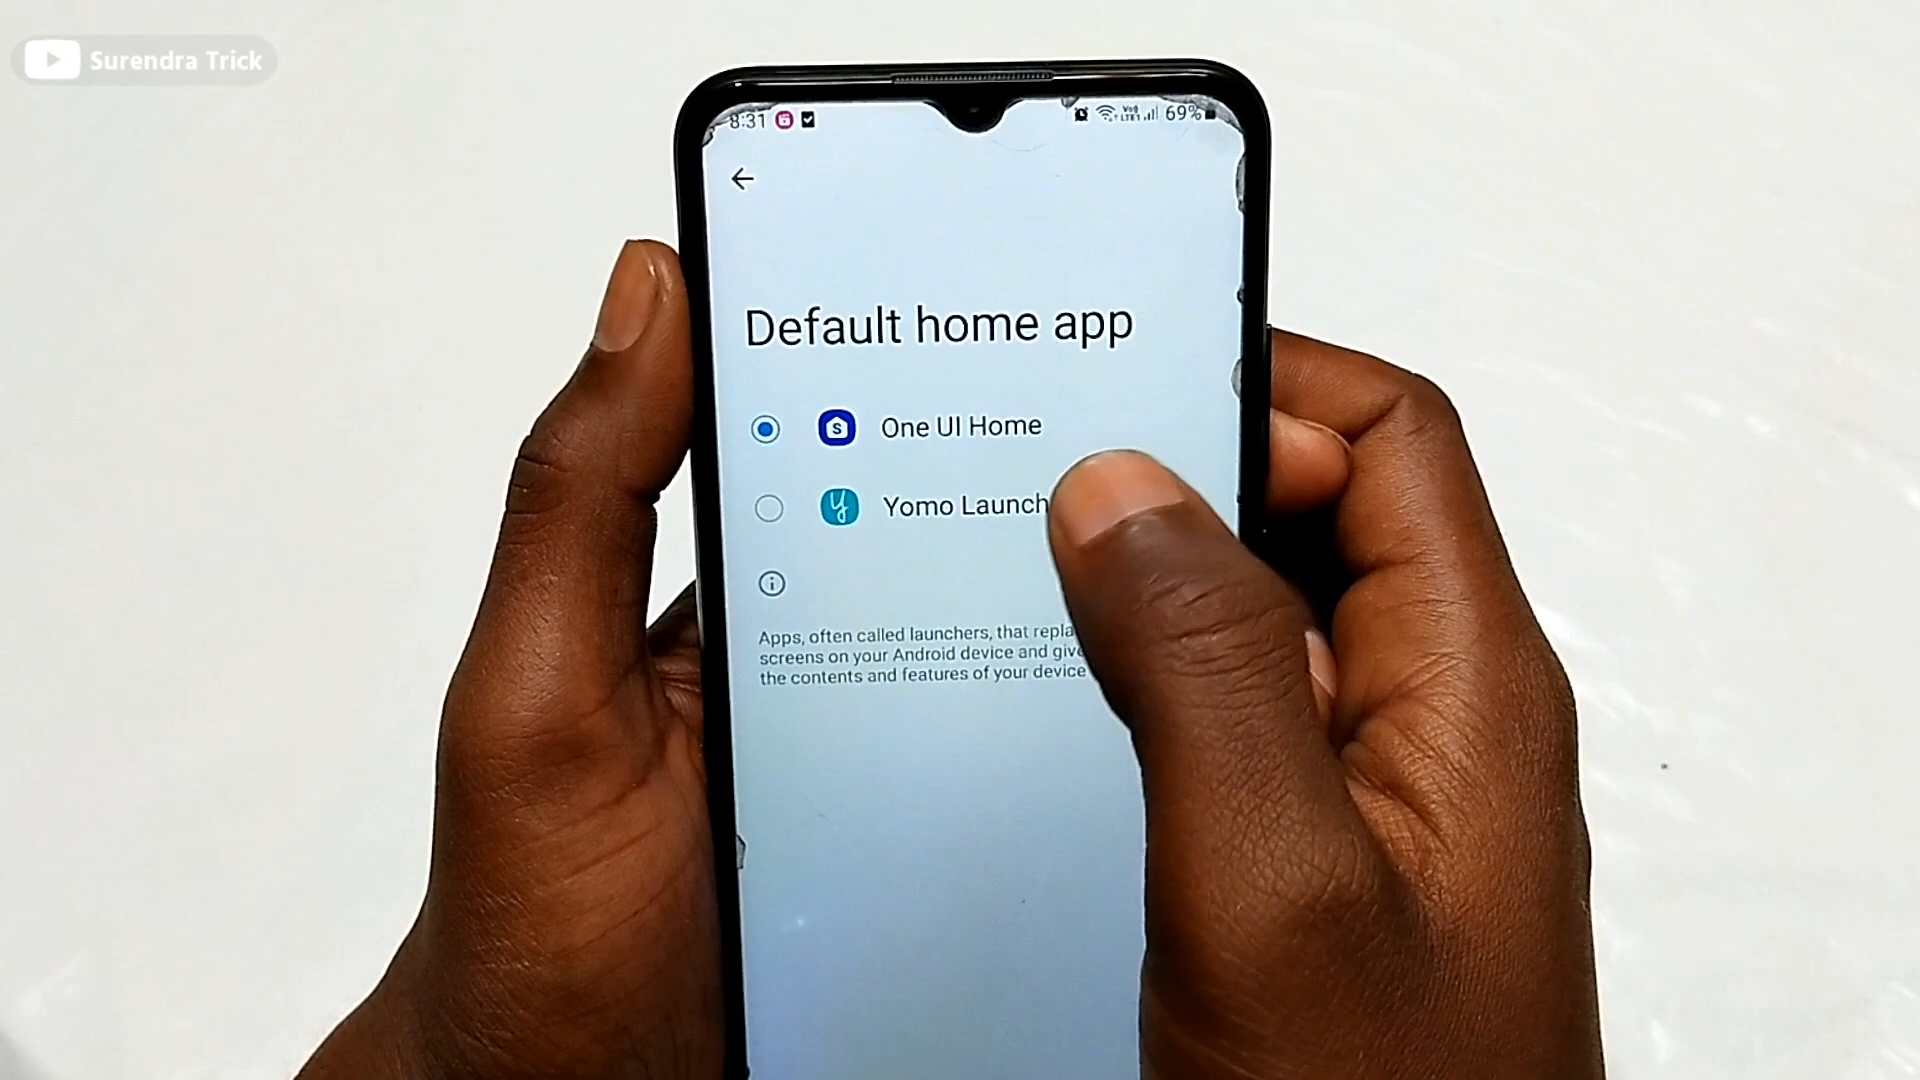 Surendra Trick
8:31
69%
Default home app
One UI Home
Yomo Launch
Apps, often called launchers, that repla
screens on your Android device and give
the contents and features of your device